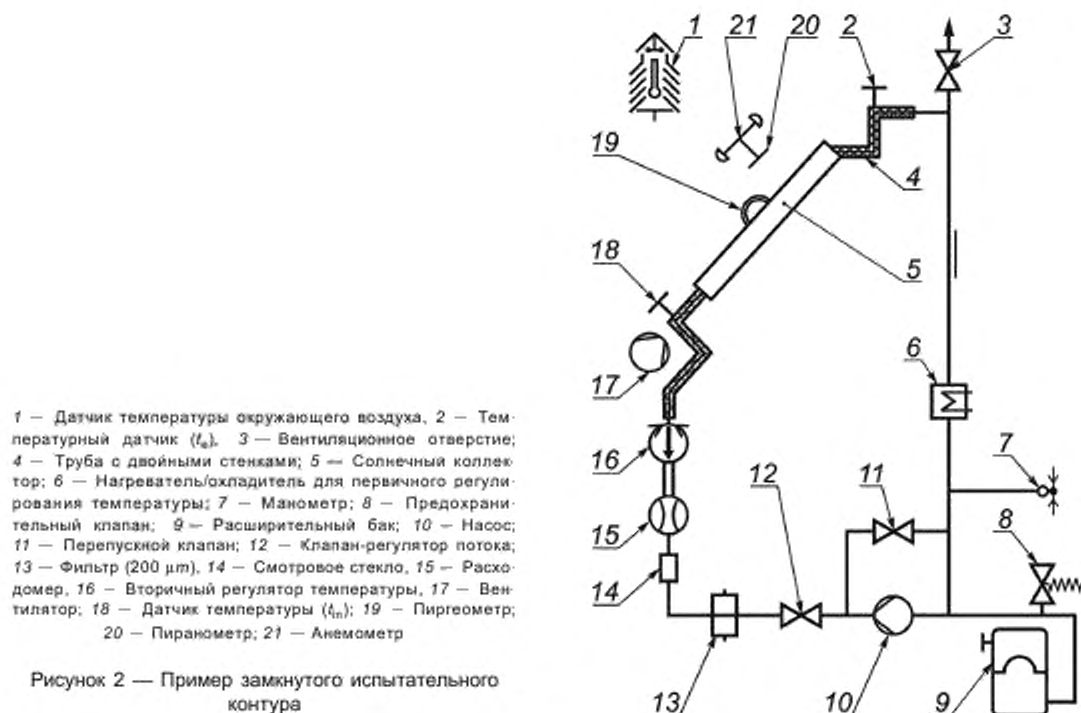 1 — Датчик температуры окружающего воздуха, 2 — Тем-
пературный датчик (tₑ), 3 — Вентиляционное отверстие;
4 — Труба с двойными стенками; 5 — Солнечный коллек-
тор; 6 — Нагреватель/охладитель для первичного регули-
рования температуры; 7 — Манометр; 8 — Предохрани-
тельный клапан; 9 — Расширительный бак; 10 — Насос;
11 — Перепускной клапан; 12 — Клапан-регулятор потока;
13 — Фильтр (200 μm), 14 — Смотровое стекло, 15 — Расхо-
домер, 16 — Вторичный регулятор температуры, 17 — Вен-
тилятор; 18 — Датчик температуры (tin); 19 — Пиргеометр;
20 — Пиранометр; 21 — Анемометр
Рисунок 2 — Пример замкнутого испытательного
контура
1
21
20
2
3
19
4
18
5
17
6
16
12
11
7
15
8
14
13
10
9